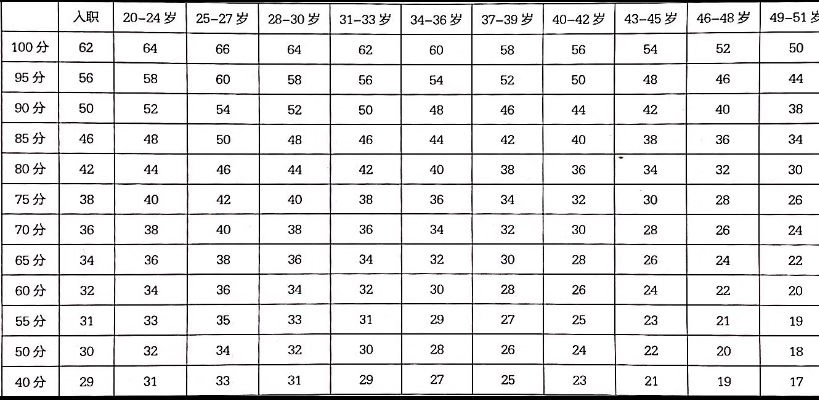 入职 20–24 岁 25–27 岁 28–30 岁 31–33 岁 34–36 岁 37–39 岁 40–42 岁 43–45 岁 46–48 岁 49–51 岁
100 分 62 64 66 64 62 60 58 56 54 52 50
95 分 56 58 60 58 56 54 52 50 48 46 44
90 分 50 52 54 52 50 48 46 44 42 40 38
85 分 46 48 50 48 46 44 42 40 38 36 34
80 分 42 44 46 44 42 40 38 36 34 32 30
75 分 38 40 42 40 38 36 34 32 30 28 26
70 分 36 38 40 38 36 34 32 30 28 26 24
65 分 34 36 38 36 34 32 30 28 26 24 22
60 分 32 34 36 34 32 30 28 26 24 22 20
55 分 31 33 35 33 31 29 27 25 23 21 19
50 分 30 32 34 32 30 28 26 24 22 20 18
40 分 29 31 33 31 29 27 25 23 21 19 17